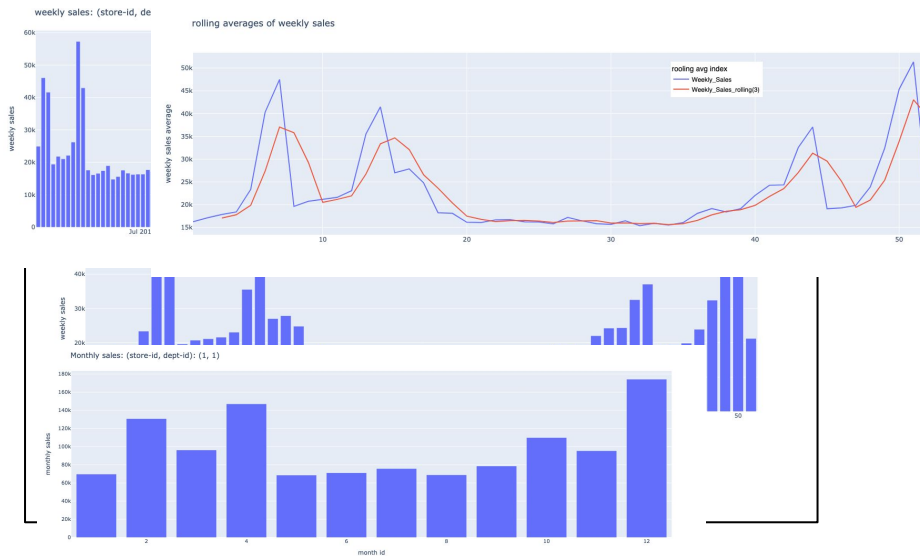 weekly sales: (store-id, de
60k
50k
40k
30k
20k
10k
0
weekly sales
Jul 201
rolling averages of weekly sales
50k
45k
40k
35k
30k
25k
20k
15k
weekly sales average
rooling avg index
Weekly_Sales
Weekly_Sales_rolling(3)
10
20
30
40
50
40k
30k
20k
weekly sales
50
Monthly sales: (store-id, dept-id): (1, 1)
180k
160k
140k
120k
100k
80k
60k
40k
20k
0
monthly sales
2
4
6
8
10
12
month id